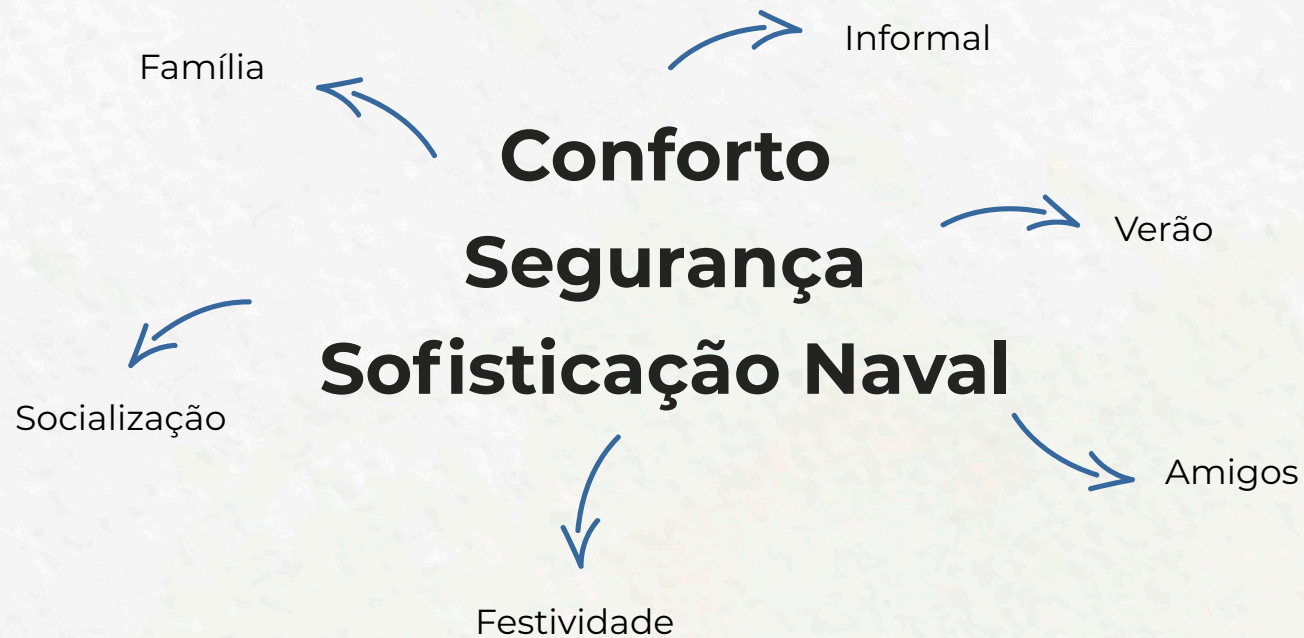 Informal
Família
Conforto
Verão
Segurança
Sofisticação Naval
Socialização
Amigos
Festividade